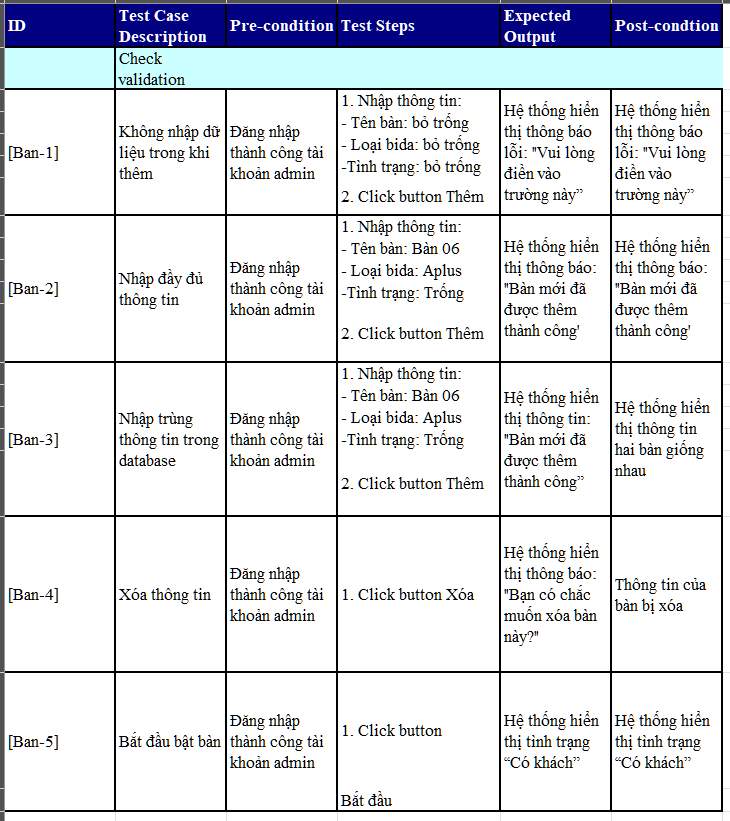 ID
Test Case
Description
Pre-condition
Test Steps
Expected
Output
Post-condtion
Check
validation
[Ban-1]
Không nhập dữ
liệu trong khi
thêm
Đăng nhập
thành công tài
khoản admin
1. Nhập thông tin:
- Tên bàn: bỏ trống
- Loại bida: bỏ trống
-Tình trạng: bỏ trống
2. Click button Thêm
Hệ thống hiển
thị thông báo
lỗi: "Vui lòng
điền vào
trường này”
Hệ thống hiển
thị thông báo
lỗi: "Vui lòng
điền vào
trường này”
[Ban-2]
Nhập đầy đủ
thông tin
Đăng nhập
thành công tài
khoản admin
1. Nhập thông tin:
- Tên bàn: Bàn 06
- Loại bida: Aplus
-Tình trạng: Trống
2. Click button Thêm
Hệ thống hiển
thị thông báo:
"Bàn mới đã
được thêm
thành công'
Hệ thống hiển
thị thông báo:
"Bàn mới đã
được thêm
thành công'
[Ban-3]
Nhập trùng
thông tin trong
database
Đăng nhập
thành công tài
khoản admin
1. Nhập thông tin:
- Tên bàn: Bàn 06
- Loại bida: Aplus
-Tình trạng: Trống
2. Click button Thêm
Hệ thống hiển
thị thông tin:
"Bàn mới đã
được thêm
thành công”
Hệ thống hiển
thị thông tin
hai bàn giống
nhau
[Ban-4]
Xóa thông tin
Đăng nhập
thành công tài
khoản admin
1. Click button Xóa
Hệ thống hiển
thị thông báo:
"Bạn có chắc
muốn xóa bàn
này?"
Thông tin của
bàn bị xóa
[Ban-5]
Bắt đầu bật bàn
Đăng nhập
thành công tài
khoản admin
1. Click button
Bắt đầu
Hệ thống hiển
thị tình trạng
“Có khách”
Hệ thống hiển
thị tình trạng
“Có khách”